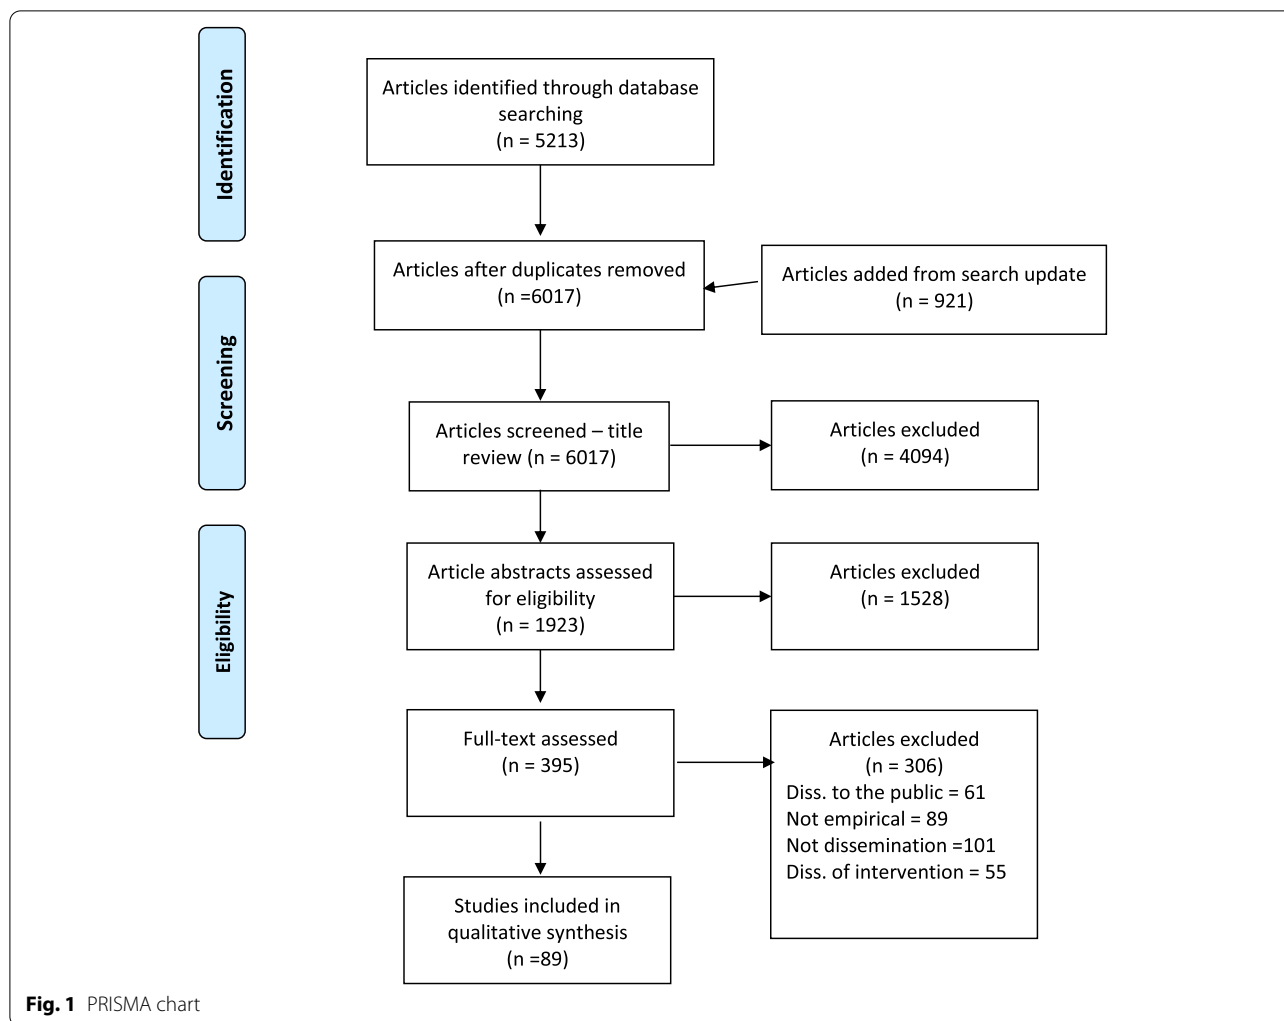 Identification
Articles identified through database
searching
(n = 5213)
Articles after duplicates removed
(n =6017)
Articles added from search update
(n = 921)
Screening
Articles screened – title
review (n = 6017)
Articles excluded
(n = 4094)
Eligibility
Article abstracts assessed
for eligibility
(n = 1923)
Articles excluded
(n = 1528)
Full-text assessed
(n = 395)
Articles excluded
(n = 306)
Diss. to the public = 61
Not empirical = 89
Not dissemination =101
Diss. of intervention = 55
Studies included in
qualitative synthesis
(n =89)
Fig. 1 PRISMA chart